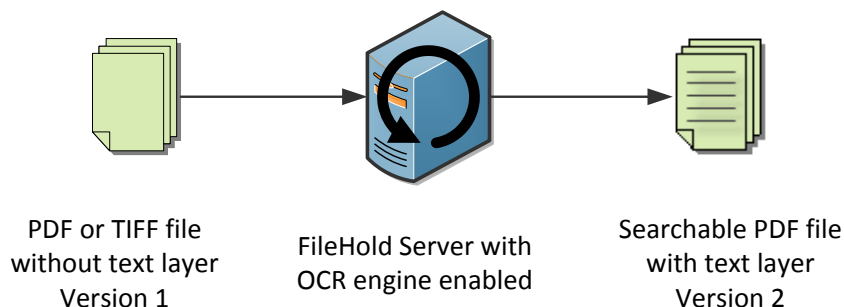 PDF or TIFF file
without text layer
Version 1
FileHold Server with
OCR engine enabled
Searchable PDF file
with text layer
Version 2